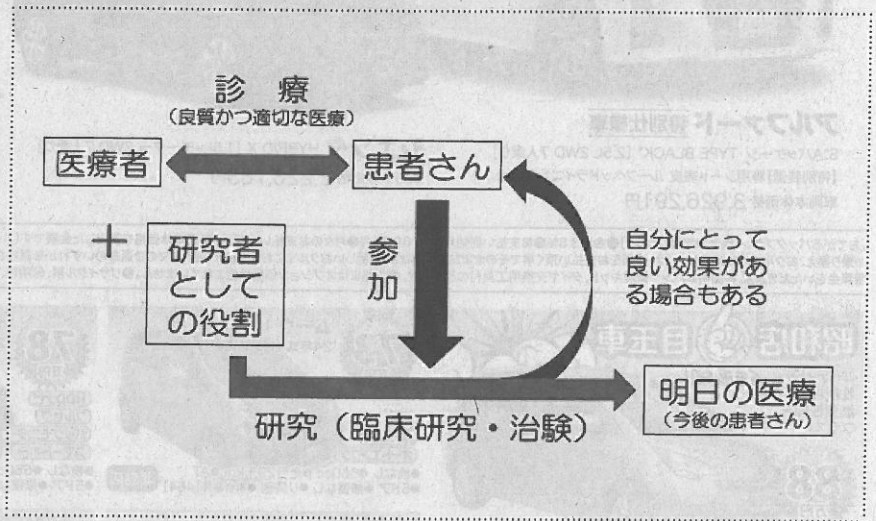 診療
(良質かつ適切な医療)
医療者
患者さん
+
研究者
としての
の役割
参加
自分にとって
良い効果があ
る場合もある
明日の医療
(今後の患者さん)
研究(臨床研究・治験)